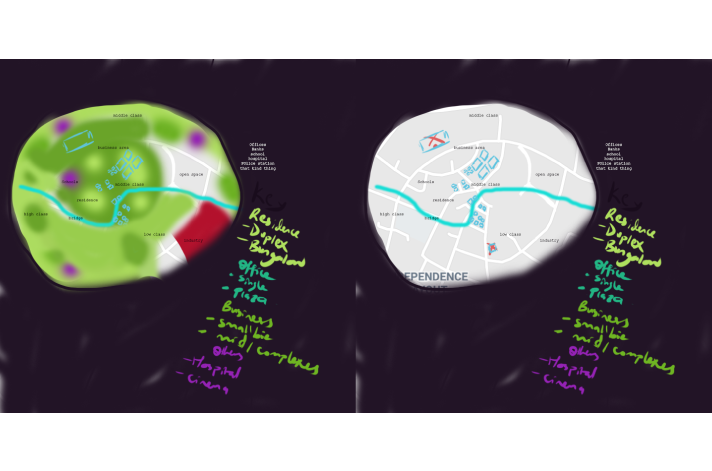 middle class
business area
Offices
Banks
school
hospital
POlice station
that kind thing
open space
Schools
middle class
residence
high class
Bridge
low class
industry
Residence
- Duplex
- Bungalow
Office
- single
- Plaza
Business
- small biz
- mid/complexes
Others
- Hospital
- cinema
middle class
business area
Offices
Banks
school
hospital
POlice station
that kind thing
open space
Schools
middle class
residence
high class
Bridge
low class
industry
EPENDENCE
Residence
- Duplex
- Bungalow
Office
- single
- Plaza
Business
- small biz
- mid/complexes
Others
- Hospital
- cinema